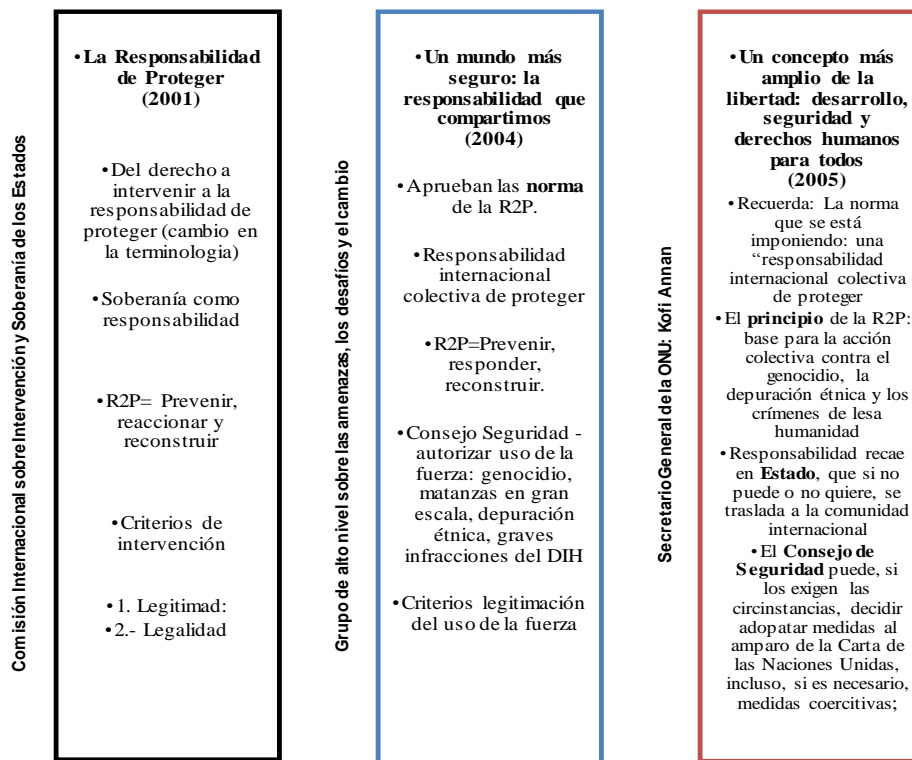 Comisión Internacional sobre Intervención y Soberanía de los Estados
•La Responsabilidad
de Proteger
(2001)
•Del derecho a
intervenir a la
responsabilidad de
proteger (cambio en
la terminologia)
•Soberanía como
responsabilidad
•R2P= Prevenir,
reaccionar y
reconstruir
•Criterios de
intervención
•1. Legitimad:
•2.- Legalidad
Grupo de alto nivel sobre las amenazas, los desafíos y el cambio
•Un mundo más
seguro: la
responsabilidad que
compartimos
(2004)
•Aprueban las norma
de la R2P.
•Responsabilidad
internacional
colectiva de proteger
•R2P=Prevenir,
responder,
reconstruir.
•Consejo Seguridad -
autorizar uso de la
fuerza: genocidio,
matanzas en gran
escala, depuración
étnica, graves
infracciones del DIH
•Criterios legitimación
del uso de la fuerza
Secretario General de la ONU: Kofi Annan
•Un concepto más
amplio de la
libertad: desarrollo,
seguridad y
derechos humanos
para todos
(2005)
•Recuerda: La norma
que se está
imponiendo: una
“responsabilidad
internacional colectiva
de proteger
•El principio de la R2P:
base para la acción
colectiva contra el
genocidio, la
depuración étnica y los
crímenes de lesa
humanidad
•Responsabilidad recae
en Estado, que si no
puede o no quiere, se
traslada a la comunidad
internacional
•El Consejo de
Seguridad puede, si
los exigen las
circinstancias, decidir
adopatar medidas al
amparo de la Carta de
las Naciones Unidas,
incluso, si es necesario,
medidas coercitivas;